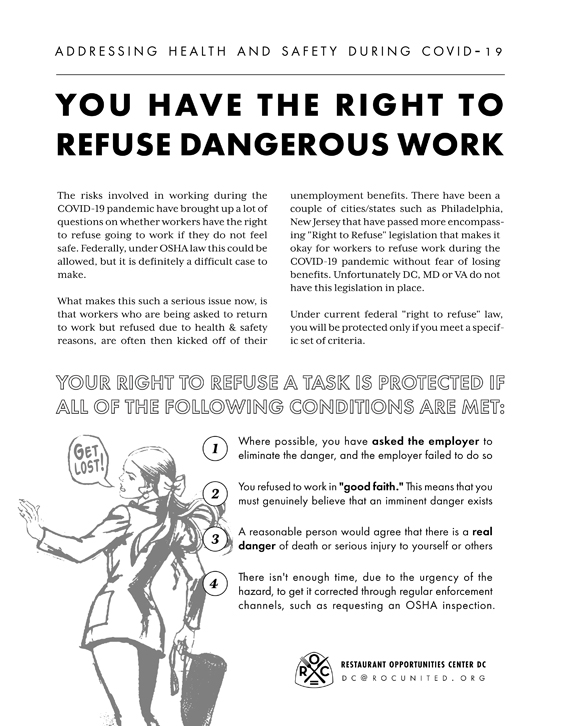 ADDRESSING HEALTH AND SAFETY DURING COVID-19
YOU HAVE THE RIGHT TO
REFUSE DANGEROUS WORK
The risks involved in working during the
COVID-19 pandemic have brought up a lot of
questions on whether workers have the right
to refuse going to work if they do not feel
safe. Federally, under OSHA law this could be
allowed, but it is definitely a difficult case to
make.
What makes this such a serious issue now, is
that workers who are being asked to return
to work but refused due to health & safety
reasons, are often then kicked off of their
unemployment benefits. There have been a
couple of cities/states such as Philadelphia,
New Jersey that have passed more encompass-
ing "Right to Refuse" legislation that makes it
okay for workers to refuse work during the
COVID-19 pandemic without fear of losing
benefits. Unfortunately DC, MD or VA do not
have this legislation in place.
Under current federal "right to refuse" law,
you will be protected only if you meet a specif-
ic set of criteria.
YOUR RIGHT TO REFUSE A TASK IS PROTECTED IF
ALL OF THE FOLLOWING CONDITIONS ARE MET:
GET
LOST!
1
Where possible, you have asked the employer to
eliminate the danger, and the employer failed to do so
2
You refused to work in "good faith." This means that you
must genuinely believe that an imminent danger exists
3
A reasonable person would agree that there is a real
danger of death or serious injury to yourself or others
4
There isn't enough time, due to the urgency of the
hazard, to get it corrected through regular enforcement
channels, such as requesting an OSHA inspection.
ROC
RESTAURANT OPPORTUNITIES CENTER DC
DC@ROCUNITED.ORG